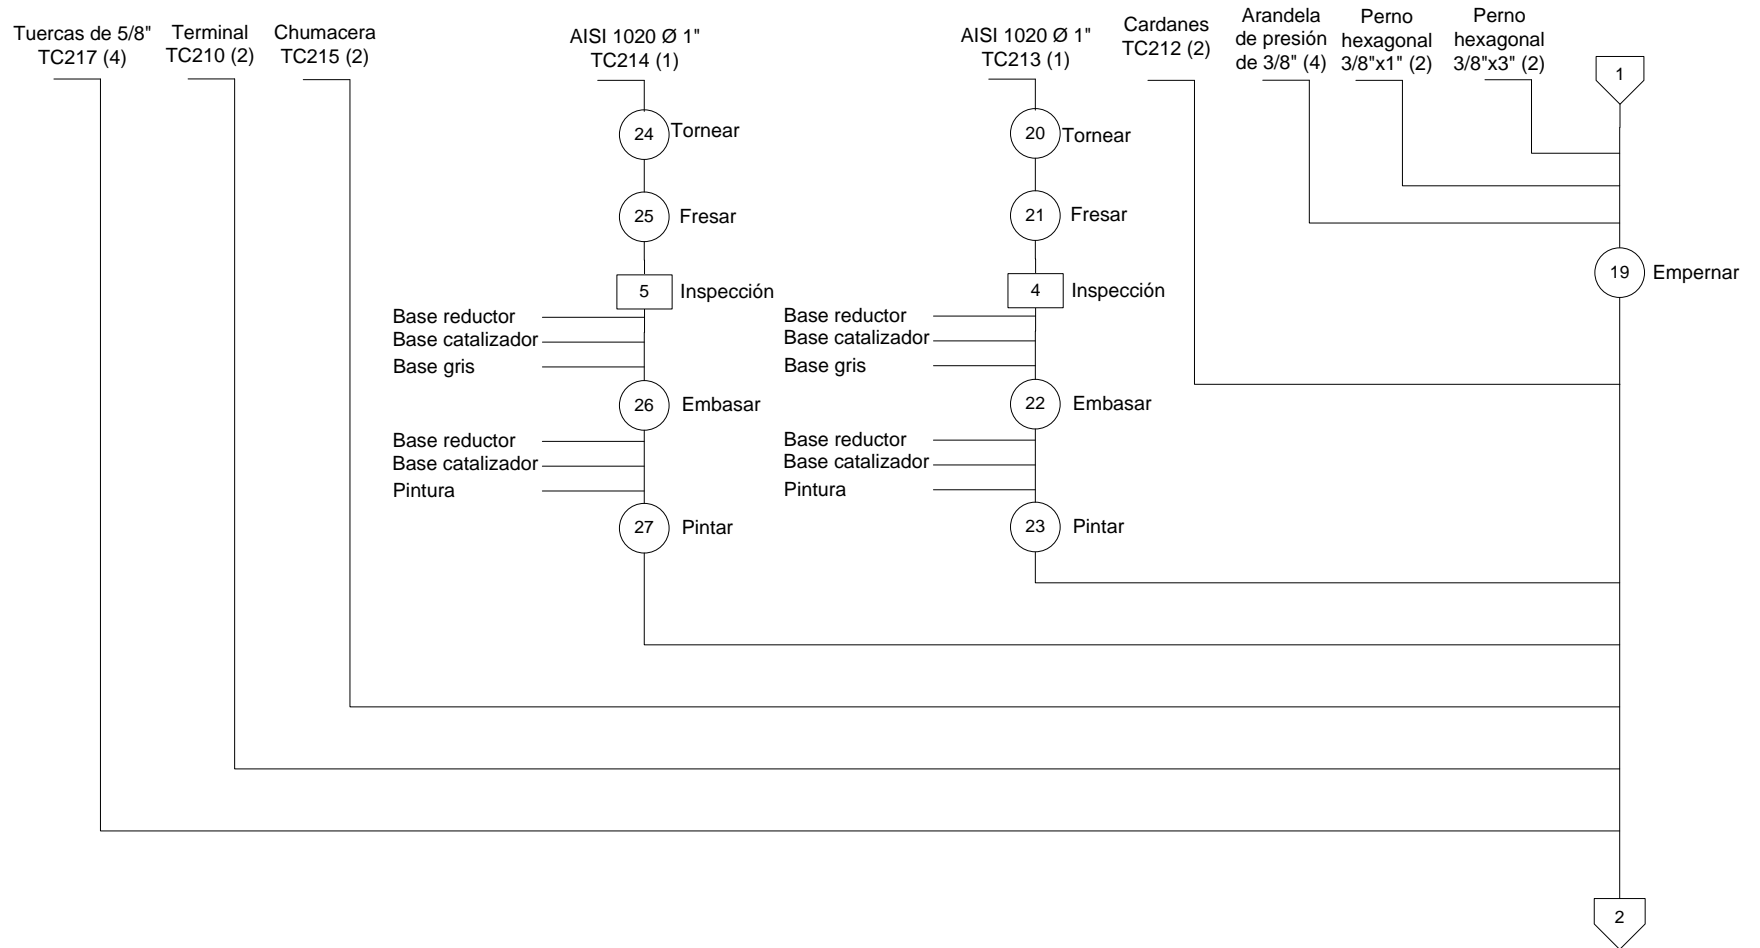 Tuercas de 5/8"
TC217 (4)
Terminal
TC210 (2)
Chumacera
TC215 (2)
AISI 1020 Ø 1"
TC214 (1)
AISI 1020 Ø 1"
TC213 (1)
Cardanes
TC212 (2)
Arandela
de presión
de 3/8" (4)
Perno
hexagonal
3/8"x1" (2)
Perno
hexagonal
3/8"x3" (2)
1
24 Tornear
20 Tornear
25 Fresar
21 Fresar
19 Empernar
5 Inspección
4 Inspección
Base reductor
Base catalizador
Base gris
Base reductor
Base catalizador
Base gris
26 Embasar
22 Embasar
Base reductor
Base catalizador
Pintura
Base reductor
Base catalizador
Pintura
27 Pintar
23 Pintar
2